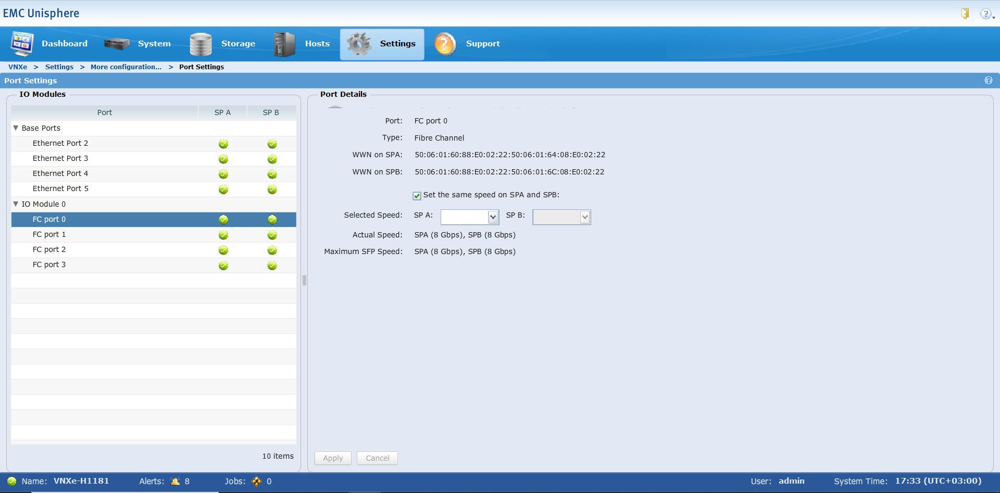 EMC Unisphere
Dashboard System Storage Hosts Settings Support
VNXe > Settings > More configuration... > Port Settings
Port Settings
IO Modules
Port SP A SP B
Base Ports
Ethernet Port 2
Ethernet Port 3
Ethernet Port 4
Ethernet Port 5
IO Module 0
FC port 0
FC port 1
FC port 2
FC port 3
10 items
Port Details
Port: FC port 0
Type: Fibre Channel
WWN on SPA: 50:06:01:60:88:E0:02:22:50:06:01:64:08:E0:02:22
WWN on SPB: 50:06:01:60:88:E0:02:22:50:06:01:6C:08:E0:02:22
Set the same speed on SPA and SPB:
Selected Speed: SP A: SP B:
Actual Speed: SPA (8 Gbps), SPB (8 Gbps)
Maximum SFP Speed: SPA (8 Gbps), SPB (8 Gbps)
Apply Cancel
Name: VNXe-H1181 Alerts: 8 Jobs: 0 User: admin System Time: 17:33 (UTC+03:00)